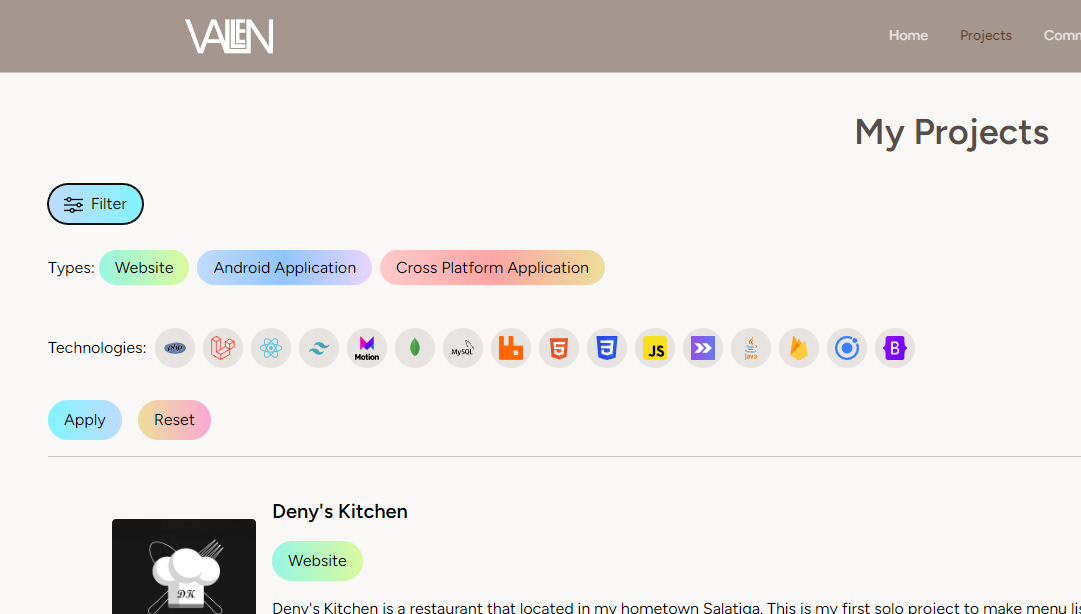 VALLEN
Home Projects Comm
My Projects
Filter
Types: Website Android Application Cross Platform Application
Technologies: php Motion MySQL 5 3 JS Java B
Apply Reset
Deny's Kitchen
DK
Website
Deny's Kitchen is a restaurant that located in my hometown Salatiga. This is my first solo project to make menu li